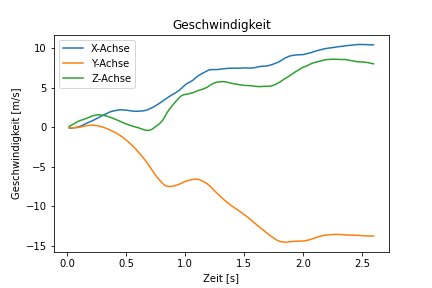 Geschwindigkeit
X-Achse
Y-Achse
Z-Achse
Geschwindigkeit [m/s]
10
5
0
−5
−10
−15
0.0 0.5 1.0 1.5 2.0 2.5
Zeit [s]